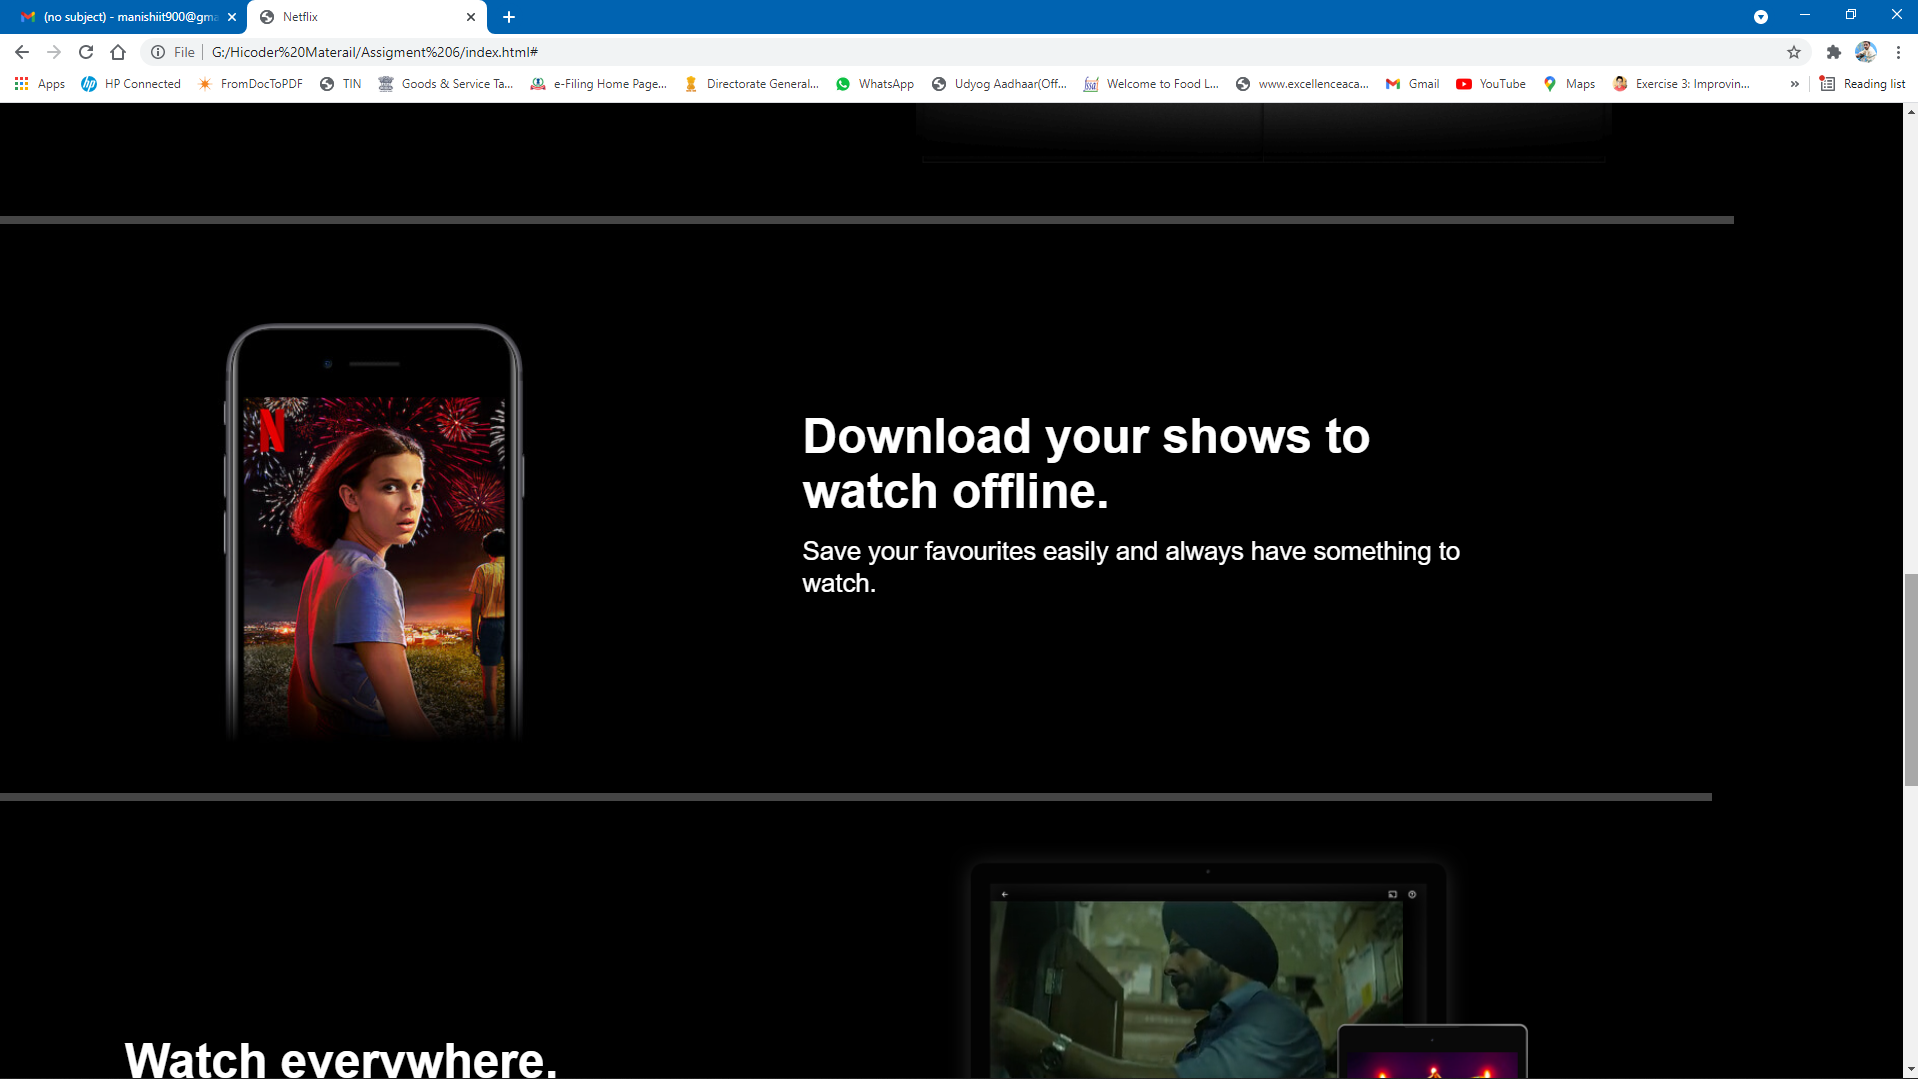 (no subject) - manishiit900@gma
Netflix
File
G:/Hicoder%20Materail/Assigment%206/index.html#
Apps
HP Connected
FromDocToPDF
TIN
Goods & Service Ta...
e-Filing Home Page...
Directorate General...
WhatsApp
Udyog Aadhaar(Off...
Welcome to Food L...
www.excellenceaca...
Gmail
YouTube
Maps
Exercise 3: Improvin...
»
Reading list
N
Download your shows to
watch offline.
Save your favourites easily and always have something to
watch.
Watch everywhere.